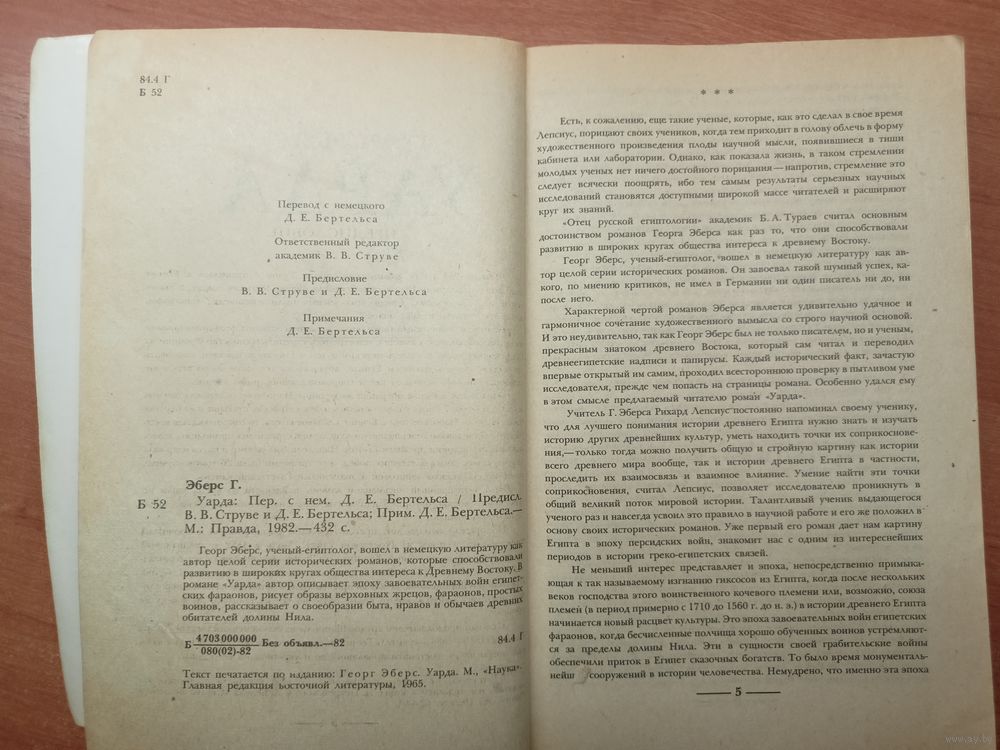 84.4 Г
Б 52
Перевод с немецкого
Д. Е. Бертельса
Ответственный редактор
академик В. В. Струве
Предисловие
В. В. Струве и Д. Е. Бертельса
Примечания
Д. Е. Бертельса
Эберс Г.
Б 52 Уарда: Пер. с нем. Д. Е. Бертельса / Предисл.
В. В. Струве и Д. Е. Бертельса; Прим. Д. Е. Бертельса.—
М.: Правда, 1982.—432 с.
Георг Эберс, ученый-египтолог, вошел в немецкую литературу как
автор целой серии исторических романов, которые способствовали
развитию в широких кругах общества интереса к Древнему Востоку. В
романе «Уарда» автор описывает эпоху завоевательных войн египет-
ских фараонов, рисует образы верховных жрецов, фараонов, простых
воинов, рассказывает о своеобразии быта, нравов и обычаев древних
обитателей долины Нила.
Б 4703000000
080(02)-82 Без объявл.—82 84.4 Г
Текст печатается по изданию: Георг Эберс. Уарда. М., «Наука».
Главная редакция восточной литературы, 1965.
* * *
Есть, к сожалению, еще такие ученые, которые, как это сделал в свое время
Лепсиус, порицают своих учеников, когда тем приходит в голову облечь в форму
художественного произведения плоды научной мысли, появившиеся в тиши
кабинета или лаборатории. Однако, как показала жизнь, в таком стремлении
молодых ученых нет ничего достойного порицания—напротив, стремление это
следует всячески поощрять, ибо тем самым результаты серьезных научных
исследований становятся доступными широкой массе читателей и расширяют
круг их знаний.
«Отец русской египтологии» академик Б. А. Тураев считал основным
достоинством романов Георга Эберса как раз то, что они способствовали
развитию в широких кругах общества интереса к древнему Востоку.
Георг Эберс, ученый-египтолог, вошел в немецкую литературу как ав-
тор целой серии исторических романов. Он завоевал такой шумный успех, ка-
кого, по мнению критиков, не имел в Германии ни один писатель ни до, ни
после него.
Характерной чертой романов Эберса является удивительно удачное и
гармоничное сочетание художественного вымысла со строго научной основой.
И это неудивительно, так как Георг Эберс был не только писателем, но и ученым,
прекрасным знатоком древнего Востока, который сам читал и переводил
древнеегипетские надписи и папирусы. Каждый исторический факт, зачастую
впервые открытый им самим, проходил всестороннюю проверку в пытливом уме
исследователя, прежде чем попасть на страницы романа. Особенно удался ему
в этом смысле предлагаемый читателю роман «Уарда».
Учитель Г. Эберса Рихард Лепсиус постоянно напоминал своему ученику,
что для лучшего понимания истории древнего Египта нужно знать и изучать
историю других древнейших культур, уметь находить точки их соприкоснове-
ния,—только тогда можно получить общую и стройную картину как истории
всего древнего мира вообще, так и истории древнего Египта в частности,
проследить их взаимосвязь и взаимное влияние. Умение найти эти точки
соприкосновения, считал Лепсиус, позволяет исследователю проникнуть в
общий великий поток мировой истории. Талантливый ученик выдающегося
ученого раз и навсегда усвоил это правило в научной работе и его же положил в
основу своих исторических романов. Уже первый его роман дает нам картину
Египта в эпоху персидских войн, знакомит нас с одним из интереснейших
периодов в истории греко-египетских связей.
Не меньший интерес представляет и эпоха, непосредственно примыкаю-
щая к так называемому изгнанию гиксосов из Египта, когда после нескольких
веков господства этого воинственного кочевого племени или, возможно, союза
племен (в период примерно с 1710 до 1560 г. до н. э.) в истории древнего Египта
начинается новый расцвет культуры. Это эпоха завоевательных войн египетских
фараонов, когда бесчисленные полчища хорошо обученных воинов устремляют-
ся за пределы долины Нила. Эти в сущности своей грабительские войны
обеспечили приток в Египет сказочных богатств. То было время монументаль-
нейш сооружений в истории человечества. Немудрено, что именно эта эпоха
5
www.ay.by